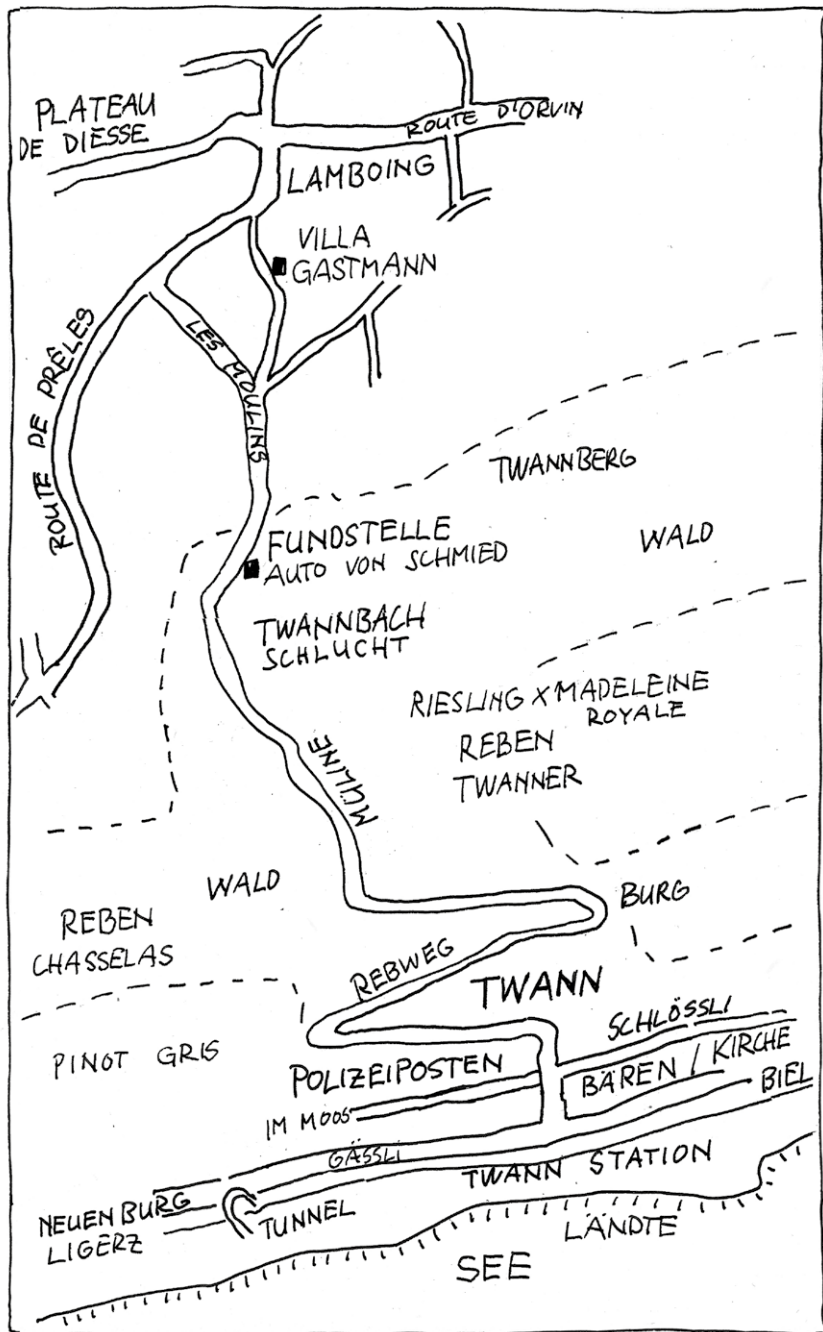 PLATEAU
DE DIESSE
ROUTE D'ORVIN
LAMBOING
VILLA
GASTMANN
LES MOULINS
ROUTE DE PRÊLES
TWANNBERG
FUNDSTELLE
AUTO VON SCHMIED
WALD
TWANNBACH
SCHLUCHT
RIESLING X MADELEINE
ROYALE
REBEN
TWANNER
MÜLINE
WALD
REBEN
CHASSELAS
BURG
REBWEG
TWANN
PINOT GRIS
SCHLÖSSLI
POLIZEIPOSTEN
BÄREN / KIRCHE
IM MOOS
BIEL
GÄSSLI
TWANN STATION
NEUENBURG
LIGERZ
TUNNEL
LÄNDTE
SEE